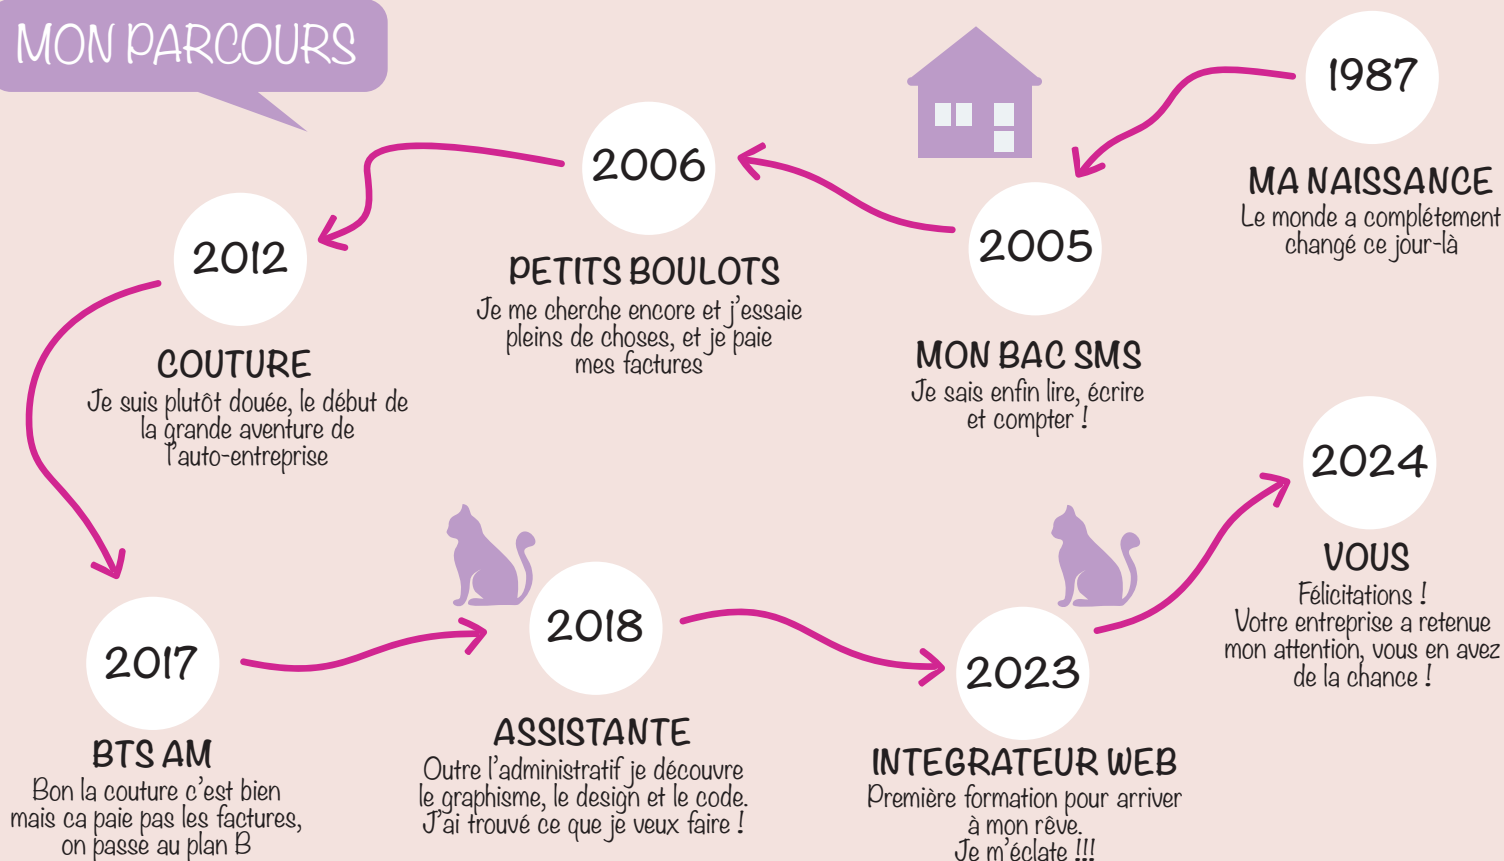 MON PARCOURS
1987
MA NAISSANCE
Le monde a complétement
changé ce jour-là
2005
MON BAC SMS
Je sais enfin lire, écrire
et compter !
2006
PETITS BOULOTS
Je me cherche encore et j'essaie
pleins de choses, et je paie
mes factures
2012
COUTURE
Je suis plutôt douée, le début de
la grande aventure de
l'auto-entreprise
2017
BTS AM
Bon la couture c'est bien
mais ca paie pas les factures,
on passe au plan B
2018
ASSISTANTE
Outre l'administratif je découvre
le graphisme, le design et le code.
J'ai trouvé ce que je veux faire !
2023
INTEGRATEUR WEB
Première formation pour arriver
à mon rêve.
Je m'éclate !!!
2024
VOUS
Félicitations !
Votre entreprise a retenue
mon attention, vous en avez
de la chance !